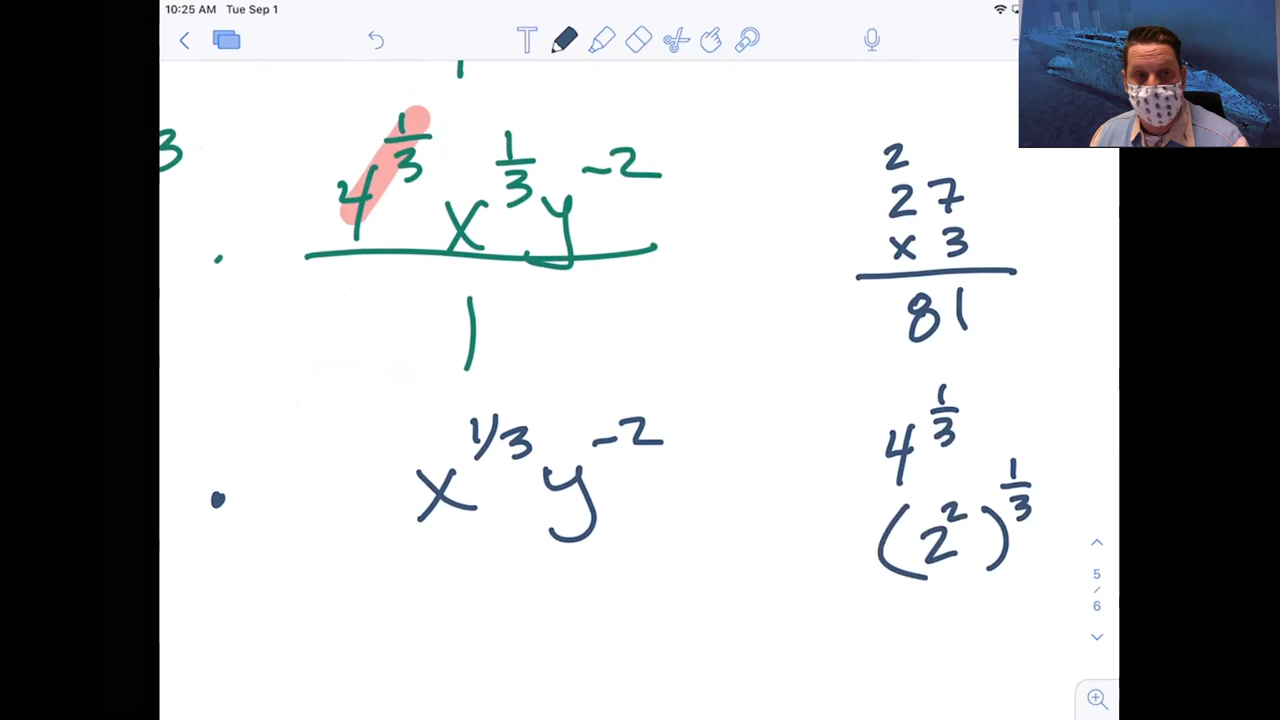 10:25 AM Tue Sep 1
3
4^{1/3} x^{1/3} y^{-2}
1
.
x^{1/3} y^{-2}
2
27
x 3
81
4^{1/3}
(2^2)^{1/3}
5
/
6